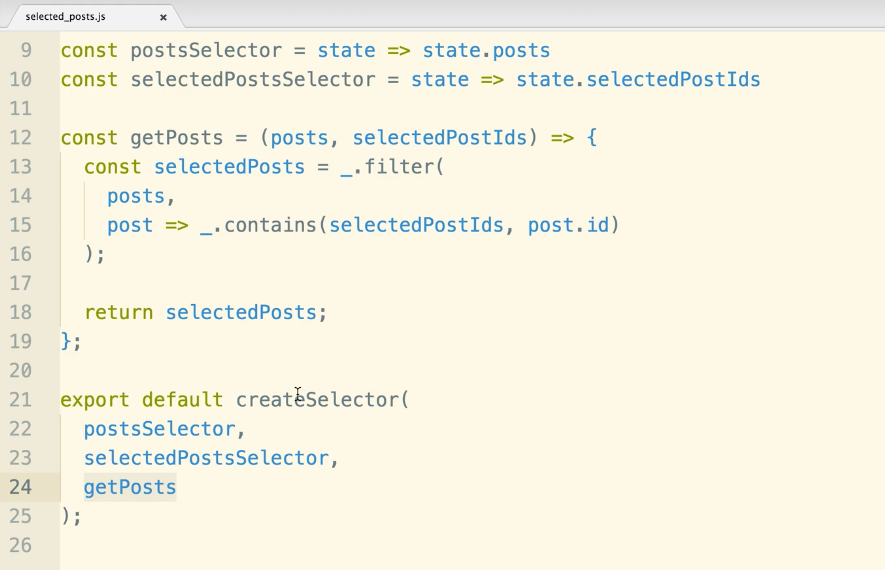 selected_posts.js ×
9 const postsSelector = state => state.posts
10 const selectedPostsSelector = state => state.selectedPostIds
11
12 const getPosts = (posts, selectedPostIds) => {
13 const selectedPosts = _.filter(
14 posts,
15 post => _.contains(selectedPostIds, post.id)
16 );
17
18 return selectedPosts;
19 };
20
21 export default createSelector(
22 postsSelector,
23 selectedPostsSelector,
24 getPosts
25 );
26